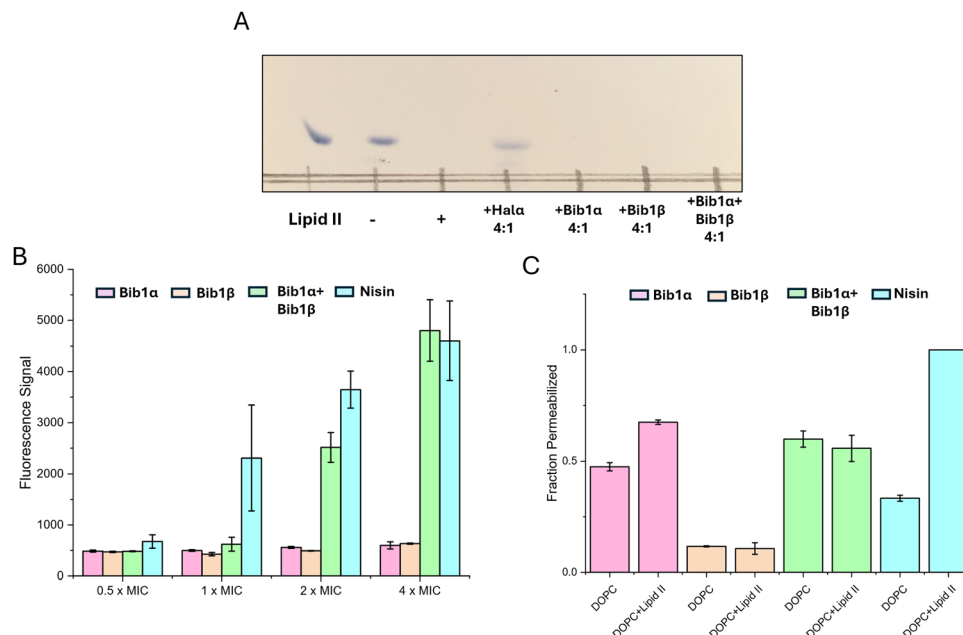 A
Lipid II - + +Halα +Bib1α +Bib1β +Bib1α+
4:1 4:1 4:1 Bib1β
4:1
B
Bib1α Bib1β Bib1α+ Nisin
Bib1β
Fluorescence Signal
6000
5000
4000
3000
2000
1000
0
0.5 x MIC 1 x MIC 2 x MIC 4 x MIC
C
Bib1α Bib1β Bib1α+ Nisin
Bib1β
Fraction Permeabilized
1.0
0.5
0.0
DOPC DOPC+Lipid II DOPC DOPC+Lipid II DOPC DOPC+Lipid II DOPC DOPC+Lipid II